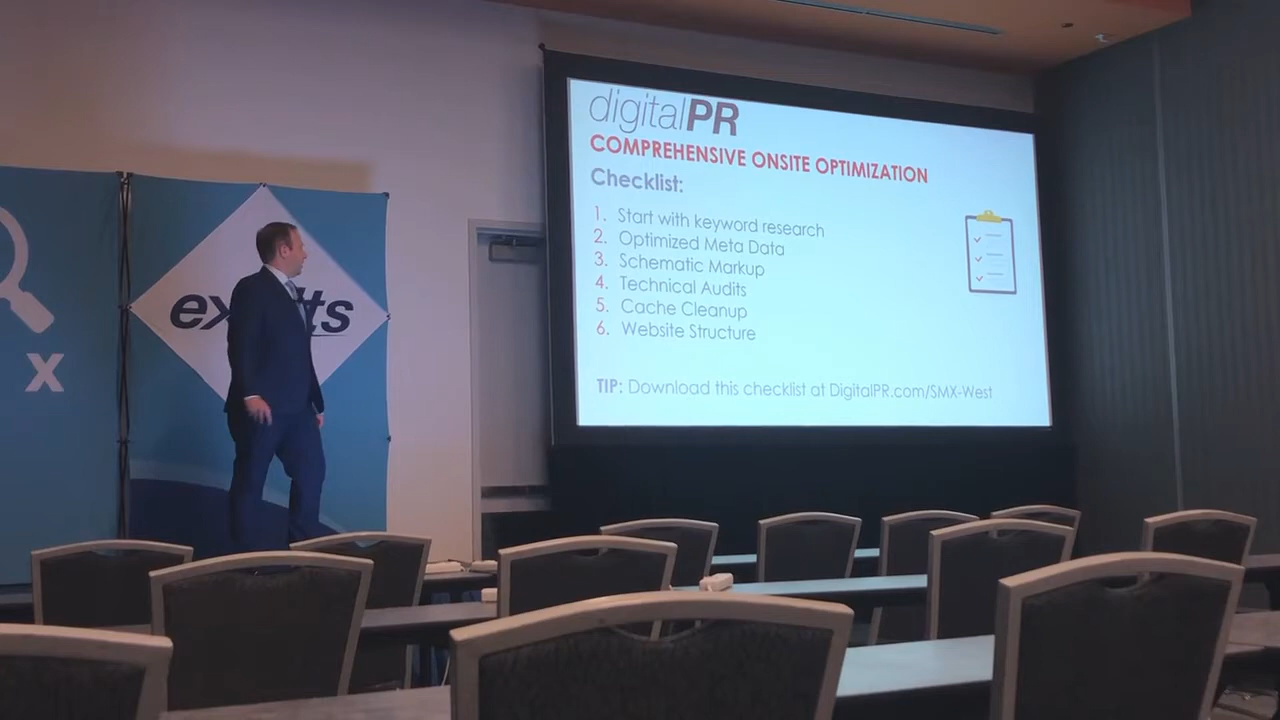 digitalPR
COMPREHENSIVE ONSITE OPTIMIZATION
Checklist:
1. Start with keyword research
2. Optimized Meta Data
3. Schematic Markup
4. Technical Audits
5. Cache Cleanup
6. Website Structure
TIP: Download this checklist at DigitalPR.com/SMX-West
x